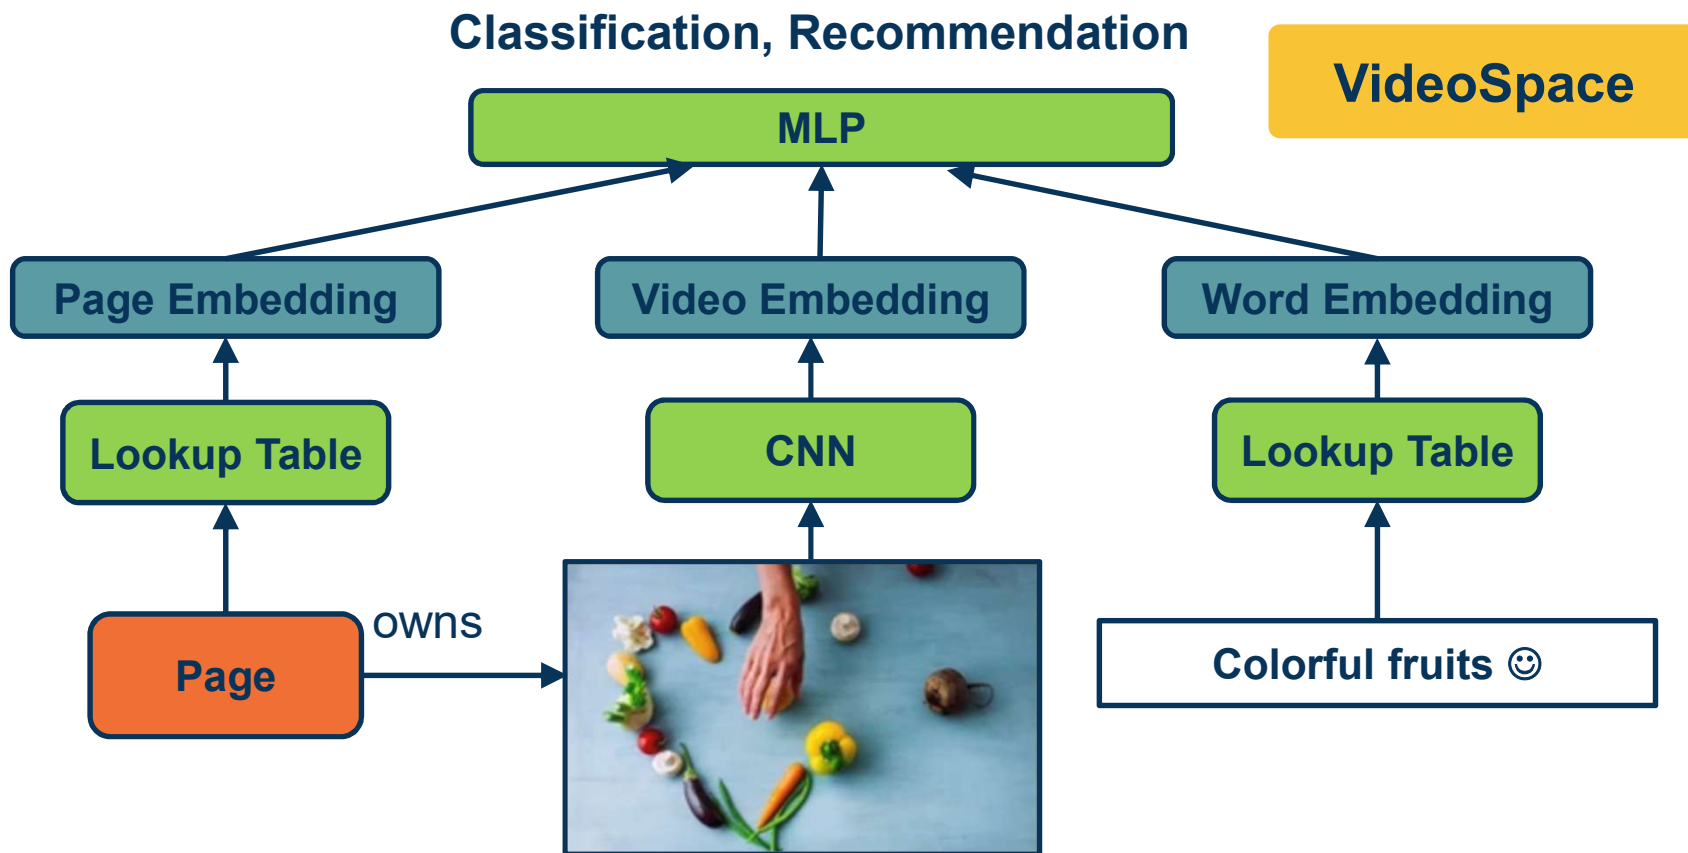 Classification, Recommendation
VideoSpace
MLP
Page Embedding
Video Embedding
Word Embedding
Lookup Table
CNN
Lookup Table
owns
Page
Colorful fruits ☺